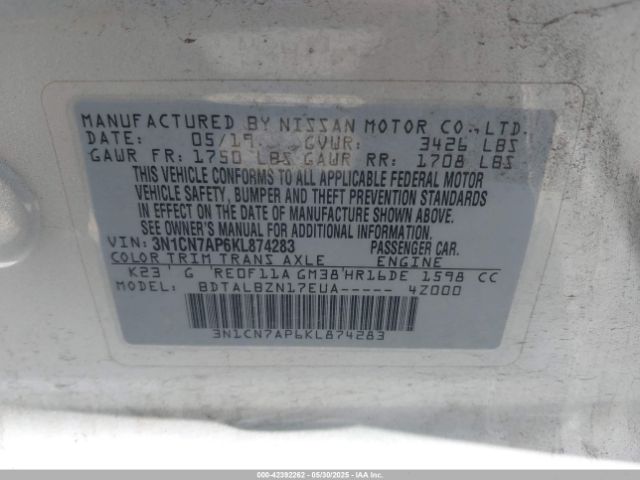 MANUFACTURED BY NISSAN MOTOR CO., LTD.
DATE: 05/19 GVWR: 3426 LBS
GAWR FR: 1750 LBS GAWR RR: 1708 LBS
THIS VEHICLE CONFORMS TO ALL APPLICABLE FEDERAL MOTOR
VEHICLE SAFETY, BUMPER AND THEFT PREVENTION STANDARDS
IN EFFECT ON THE DATE OF MANUFACTURE SHOWN ABOVE.
SEE OWNER'S MANUAL FOR FURTHER INFORMATION.
VIN: 3N1CN7AP6KL874283 PASSENGER CAR.
COLOR TRIM TRANS AXLE ENGINE
K23 G RE0F11A GM38 HR16DE 1598 CC
MODEL: BDTALBZN17EUA----- 4Z000
3N1CN7AP6KL874283
000-42392262 - 05/30/2025 - IAA Inc.